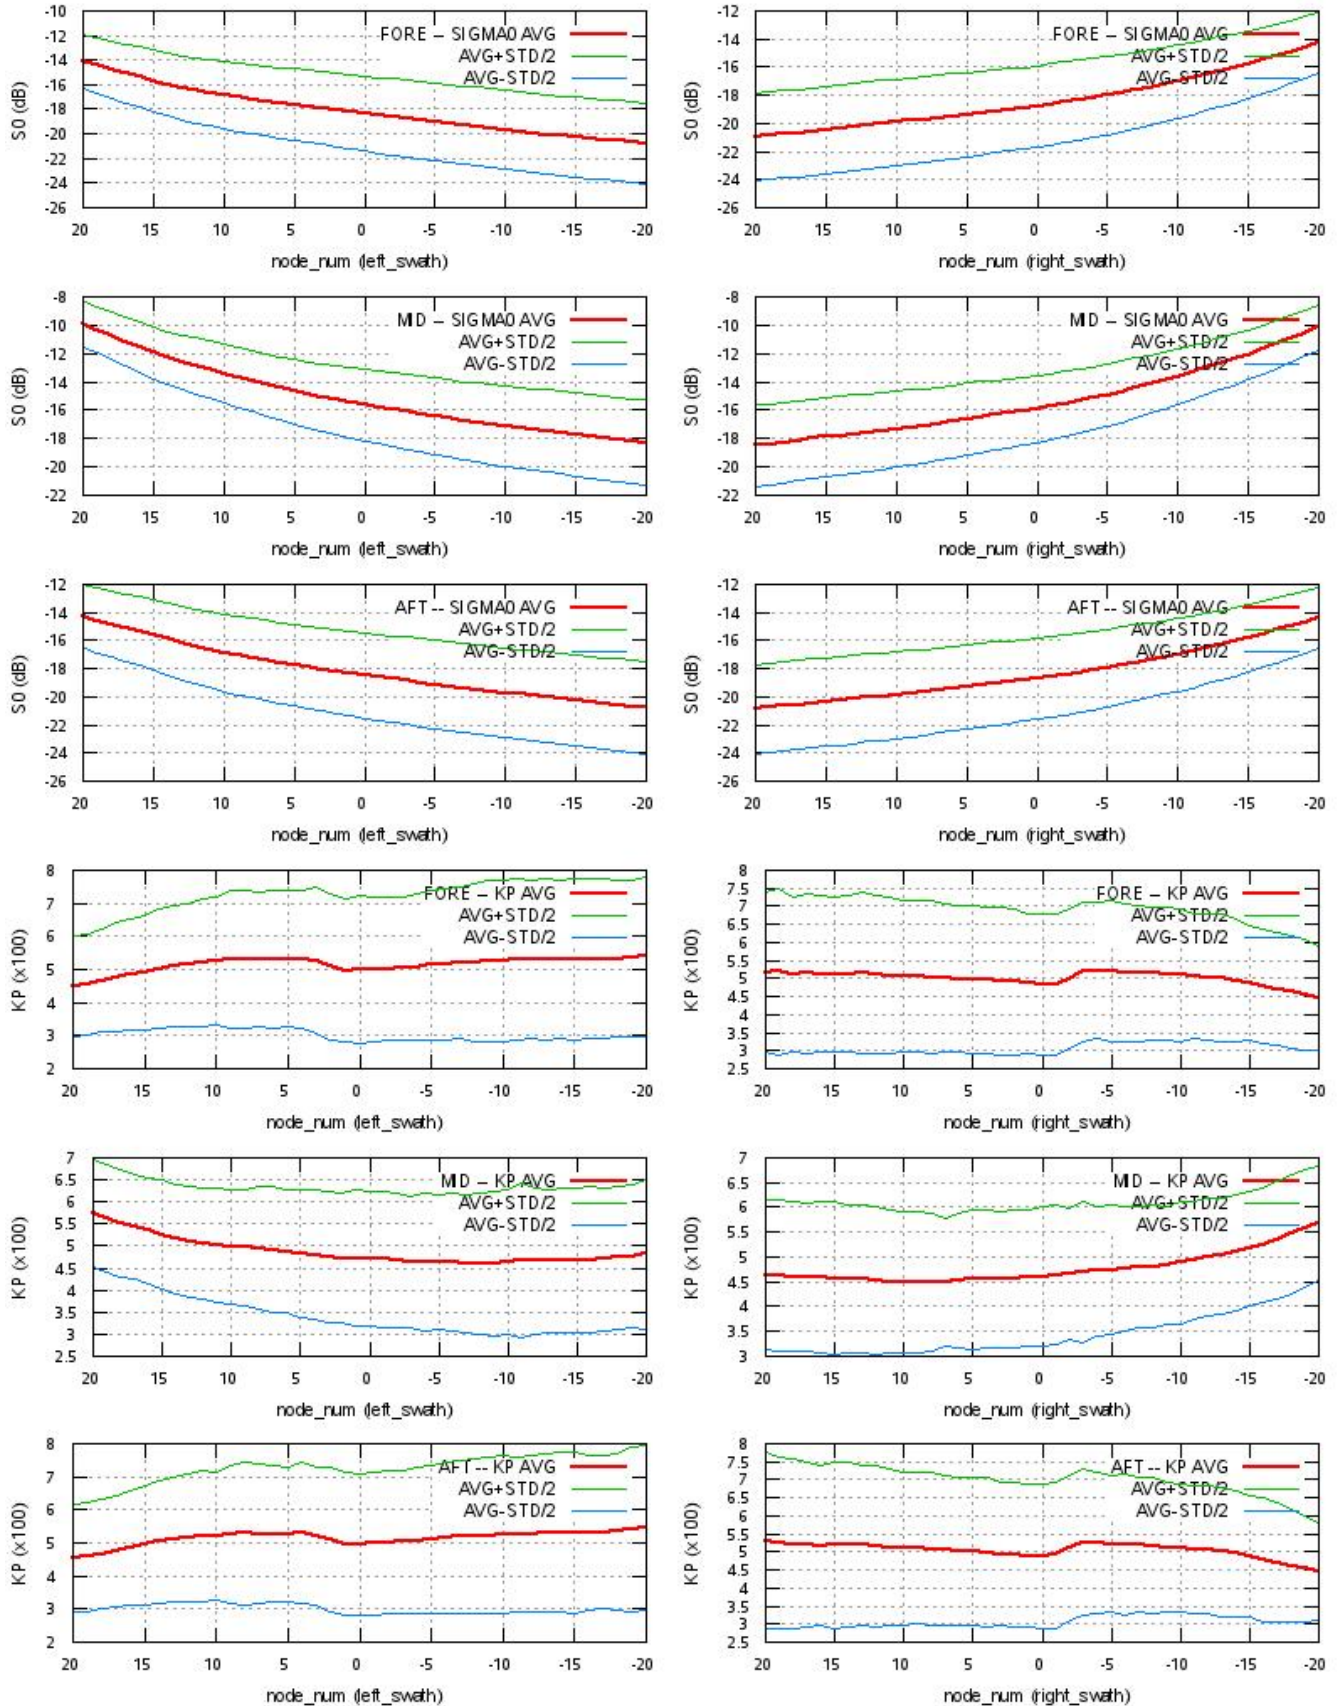 -10
-12
-14
-16
-18
-20
-22
-24
-26
S0 (dB)
FORE -- SIGMA0 AVG
AVG+STD/2
AVG-STD/2
20 15 10 5 0 -5 -10 -15 -20
node_num (left_swath)
-12
-14
-16
-18
-20
-22
-24
-26
S0 (dB)
FORE -- SIGMA0 AVG
AVG+STD/2
AVG-STD/2
20 15 10 5 0 -5 -10 -15 -20
node_num (right_swath)
-8
-10
-12
-14
-16
-18
-20
-22
S0 (dB)
MID -- SIGMA0 AVG
AVG+STD/2
AVG-STD/2
20 15 10 5 0 -5 -10 -15 -20
node_num (left_swath)
-8
-10
-12
-14
-16
-18
-20
-22
S0 (dB)
MID -- SIGMA0 AVG
AVG+STD/2
AVG-STD/2
20 15 10 5 0 -5 -10 -15 -20
node_num (right_swath)
-12
-14
-16
-18
-20
-22
-24
-26
S0 (dB)
AFT -- SIGMA0 AVG
AVG+STD/2
AVG-STD/2
20 15 10 5 0 -5 -10 -15 -20
node_num (left_swath)
-12
-14
-16
-18
-20
-22
-24
-26
S0 (dB)
AFT -- SIGMA0 AVG
AVG+STD/2
AVG-STD/2
20 15 10 5 0 -5 -10 -15 -20
node_num (right_swath)
8
7
6
5
4
3
2
KP (x100)
FORE -- KP AVG
AVG+STD/2
AVG-STD/2
20 15 10 5 0 -5 -10 -15 -20
node_num (left_swath)
8
7.5
7
6.5
6
5.5
5
4.5
4
3.5
3
2.5
KP (x100)
FORE -- KP AVG
AVG+STD/2
AVG-STD/2
20 15 10 5 0 -5 -10 -15 -20
node_num (right_swath)
7
6.5
6
5.5
5
4.5
4
3.5
3
2.5
KP (x100)
MID -- KP AVG
AVG+STD/2
AVG-STD/2
20 15 10 5 0 -5 -10 -15 -20
node_num (left_swath)
7
6.5
6
5.5
5
4.5
4
3.5
3
KP (x100)
MID -- KP AVG
AVG+STD/2
AVG-STD/2
20 15 10 5 0 -5 -10 -15 -20
node_num (right_swath)
8
7
6
5
4
3
2
KP (x100)
AFT -- KP AVG
AVG+STD/2
AVG-STD/2
20 15 10 5 0 -5 -10 -15 -20
node_num (left_swath)
8
7.5
7
6.5
6
5.5
5
4.5
4
3.5
3
2.5
KP (x100)
AFT -- KP AVG
AVG+STD/2
AVG-STD/2
20 15 10 5 0 -5 -10 -15 -20
node_num (right_swath)